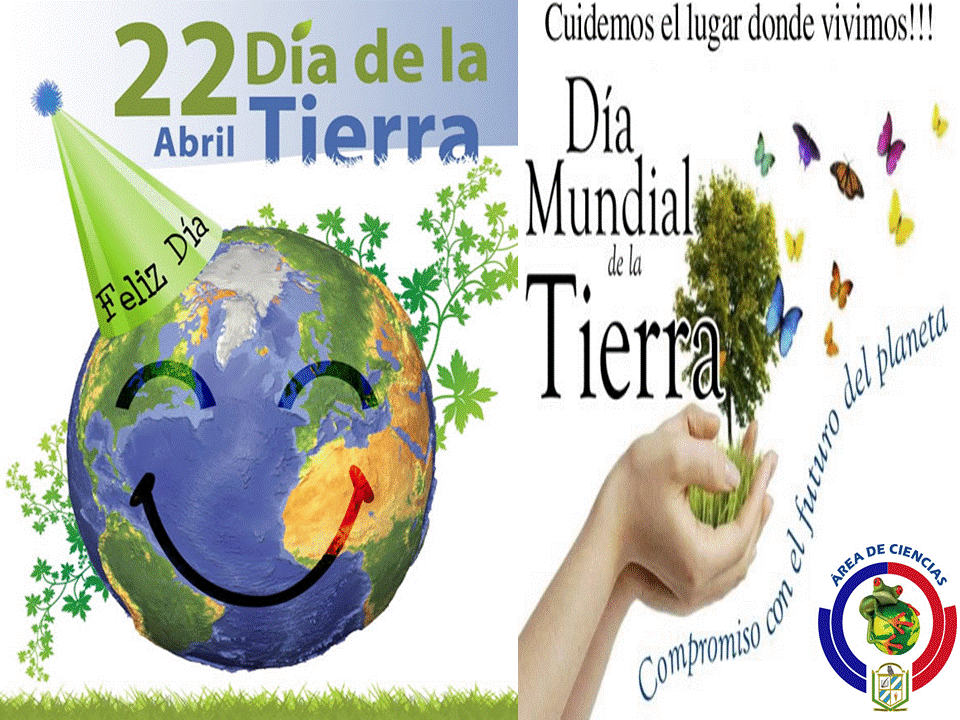 22 Día de la
Abril Tierra
Feliz Día
Cuidemos el lugar donde vivimos!!!
Día
Mundial
de la
Tierra
Compromiso con el futuro del planeta
ÁREA DE CIENCIAS